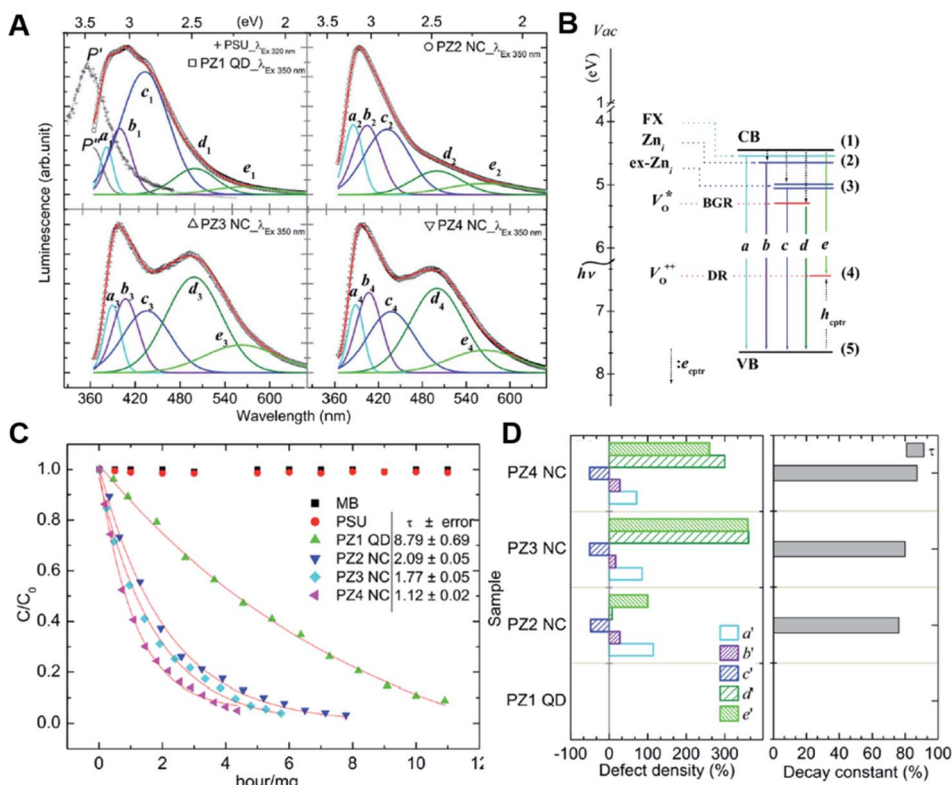 A
3.5 3 2.5 2 (eV) 3.5 3 2.5 2
+ PSU_λEx 320 nm
□ PZ1 QD_λEx 350 nm
P'
P''
a1
b1
c1
d1
e1
○ PZ2 NC_λEx 350 nm
a2
b2
c2
d2
e2
△ PZ3 NC_λEx 350 nm
a3
b3
c3
d3
e3
▽ PZ4 NC_λEx 350 nm
a4
b4
c4
d4
e4
Luminescence (arb.unit)
360 420 480 540 600 360 420 480 540 600
Wavelength (nm)
B
Vac
(eV)
1
4
5
6
hν
7
8
FX
Zni
ex-Zni
VO*
BGR
VO++
DR
CB
(1)
(2)
(3)
(4)
(5)
a b c d e
hcptr
VB
:ecptr
C
C/C0
1.0
0.8
0.6
0.4
0.2
0.0
MB
PSU τ ± error
PZ1 QD 8.79 ± 0.69
PZ2 NC 2.09 ± 0.05
PZ3 NC 1.77 ± 0.05
PZ4 NC 1.12 ± 0.02
0 2 4 6 8 10 12
hour/mg
D
Sample
PZ4 NC
PZ3 NC
PZ2 NC
PZ1 QD
a'
b'
c'
d'
e'
-100 0 100 200 300
Defect density (%)
τ
0 20 40 60 80
Decay constant (%)